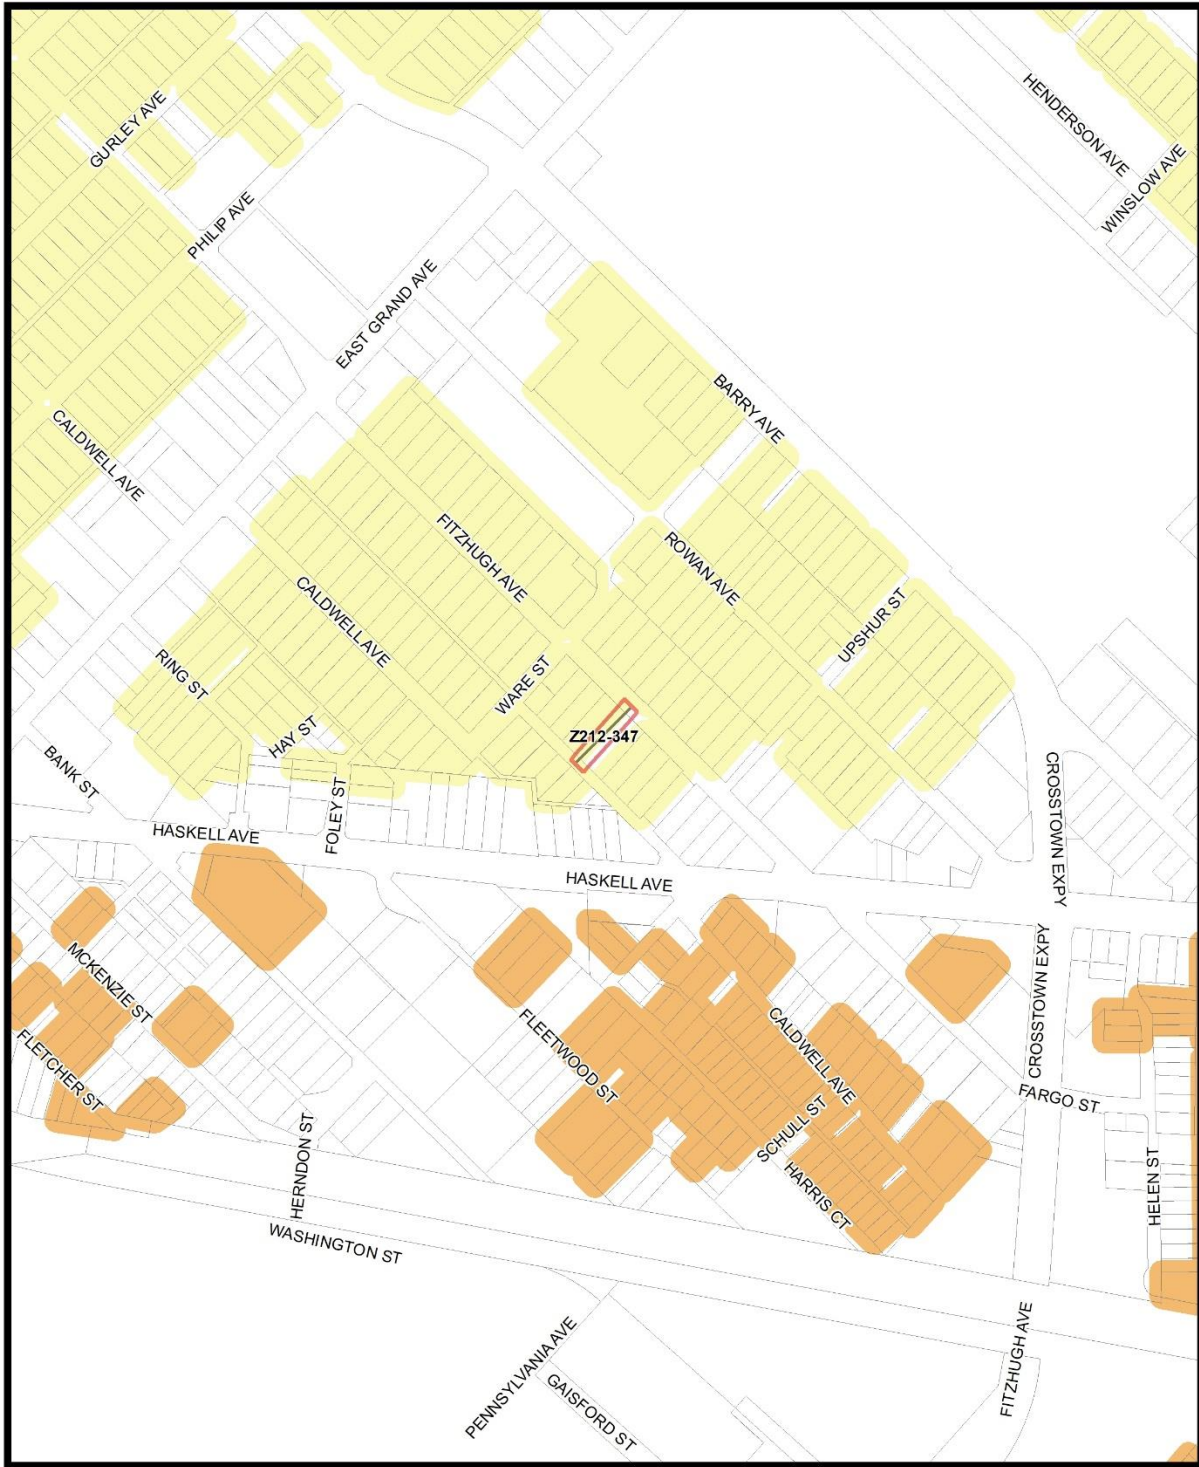 HENDERSON AVE
GURLEY AVE
WINSLOW AVE
PHILIP AVE
EAST GRAND AVE
BARRY AVE
CALDWELL AVE
FITZHUGH AVE
ROWAN AVE
CALDWELL AVE
UPSHUR ST
RING ST
WARE ST
HAY ST
Z212-347
BANK ST
FOLEY ST
CROSSTOWN EXPY
HASKELL AVE
HASKELL AVE
MCKENZIE ST
CROSSTOWN EXPY
FLEETWOOD ST
CALDWELL AVE
FLETCHER ST
FARGO ST
SCHULL ST
HERNDON ST
HARRIS CT
HELEN ST
WASHINGTON ST
FITZHUGH AVE
PENNSYLVANIA AVE
GAISFORD ST